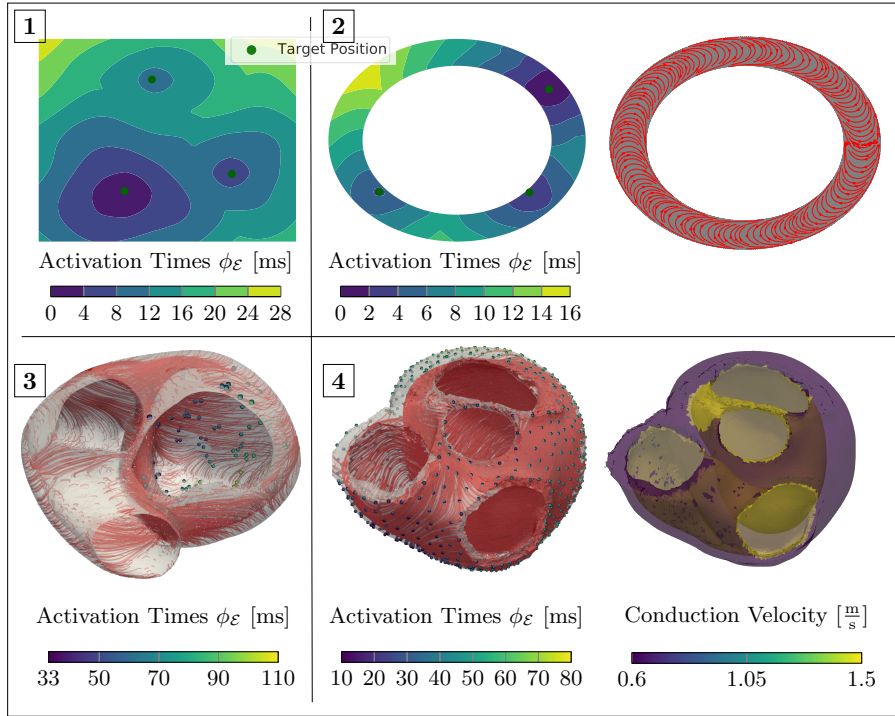 1
2
Target Position
Activation Times ϕ_ℰ [ms]
0 4 8 12 16 20 24 28
Activation Times ϕ_ℰ [ms]
0 2 4 6 8 10 12 14 16
3
4
Activation Times ϕ_ℰ [ms]
33 50 70 90 110
Activation Times ϕ_ℰ [ms]
10 20 30 40 50 60 70 80
Conduction Velocity [m/s]
0.6 1.05 1.5